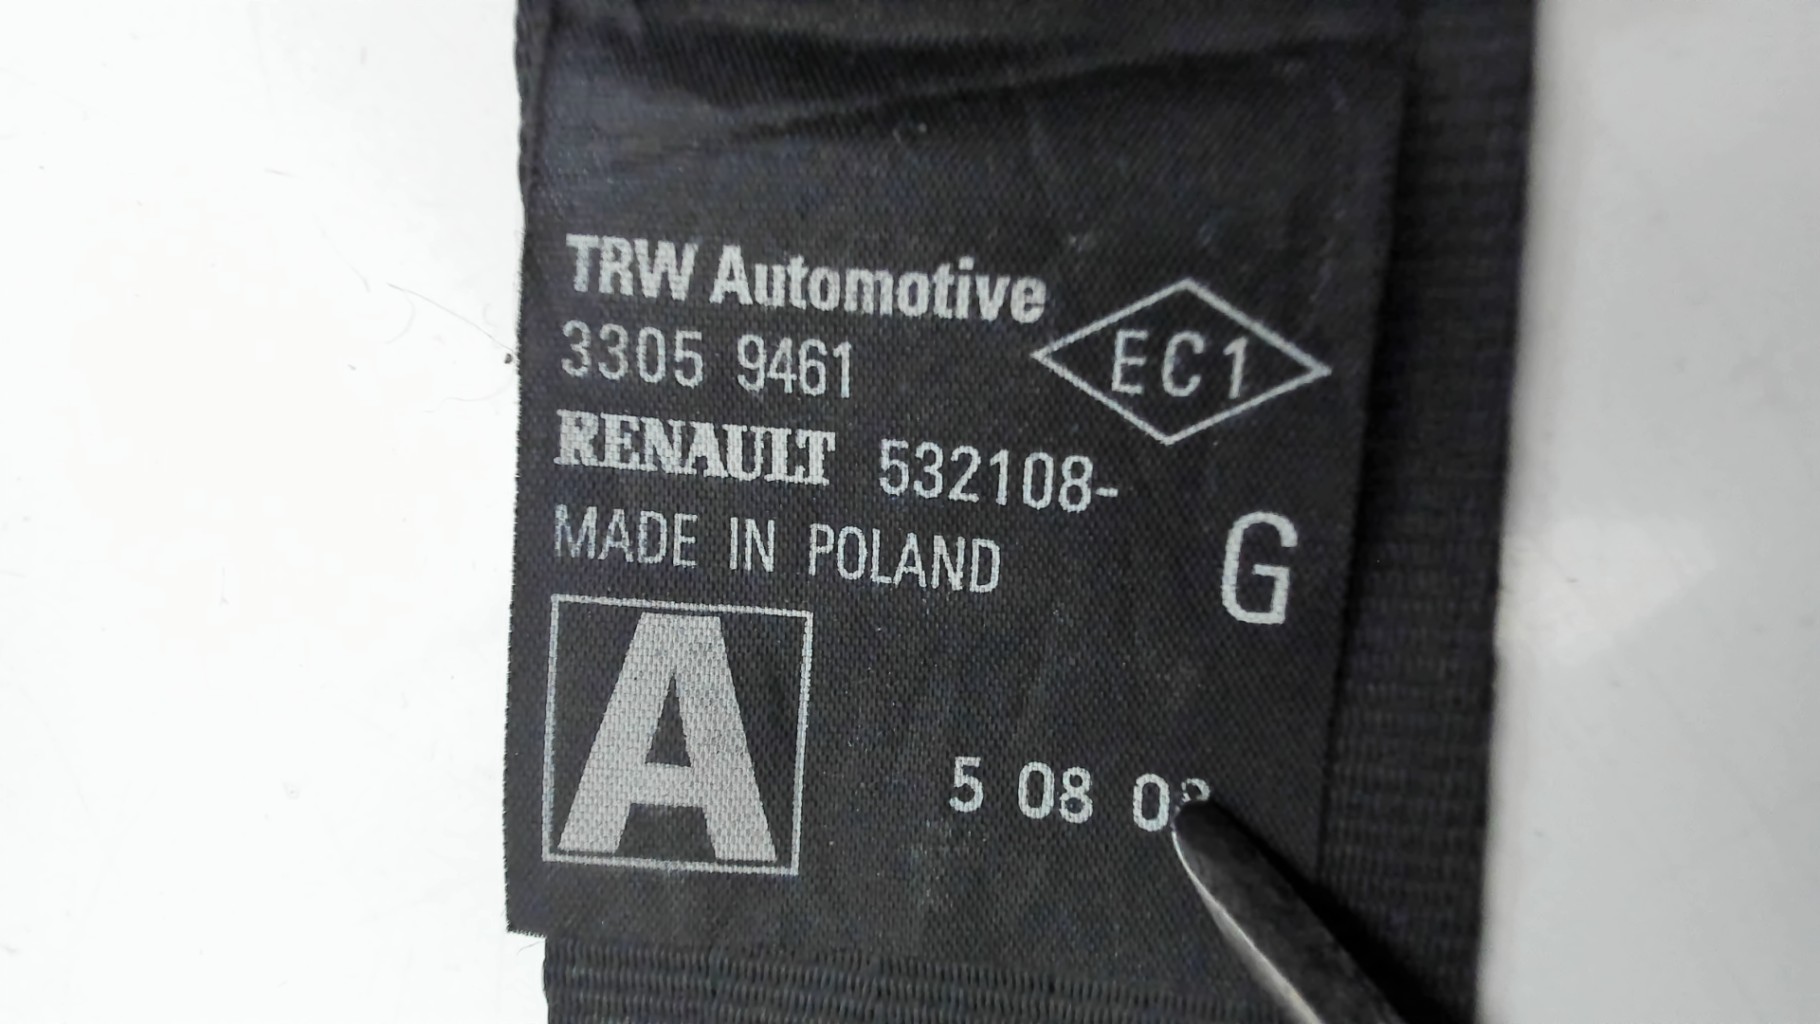 TRW Automotive
3305 9461
EC1
RENAULT 532108-
MADE IN POLAND
G
A
5 08